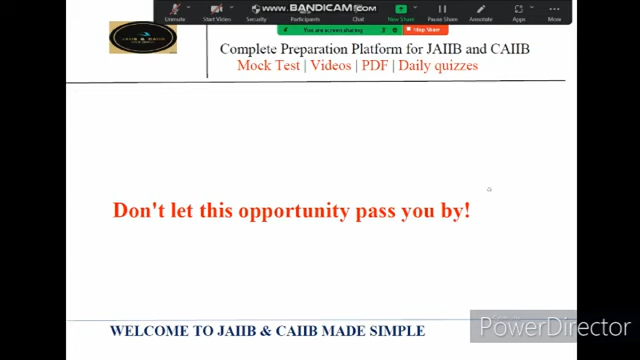 www.BANDICAM.COM
Unmute
Start Video
Security
Participants
Chat
New Share
Pause Share
Annotate
Apps
More
You are screen sharing
Stop Share
JAIIB & CAIIB
Complete Preparation Platform for JAIIB and CAIIB
Mock Test | Videos | PDF | Daily quizzes
Don't let this opportunity pass you by!
PowerDirector
WELCOME TO JAIIB & CAIIB MADE SIMPLE